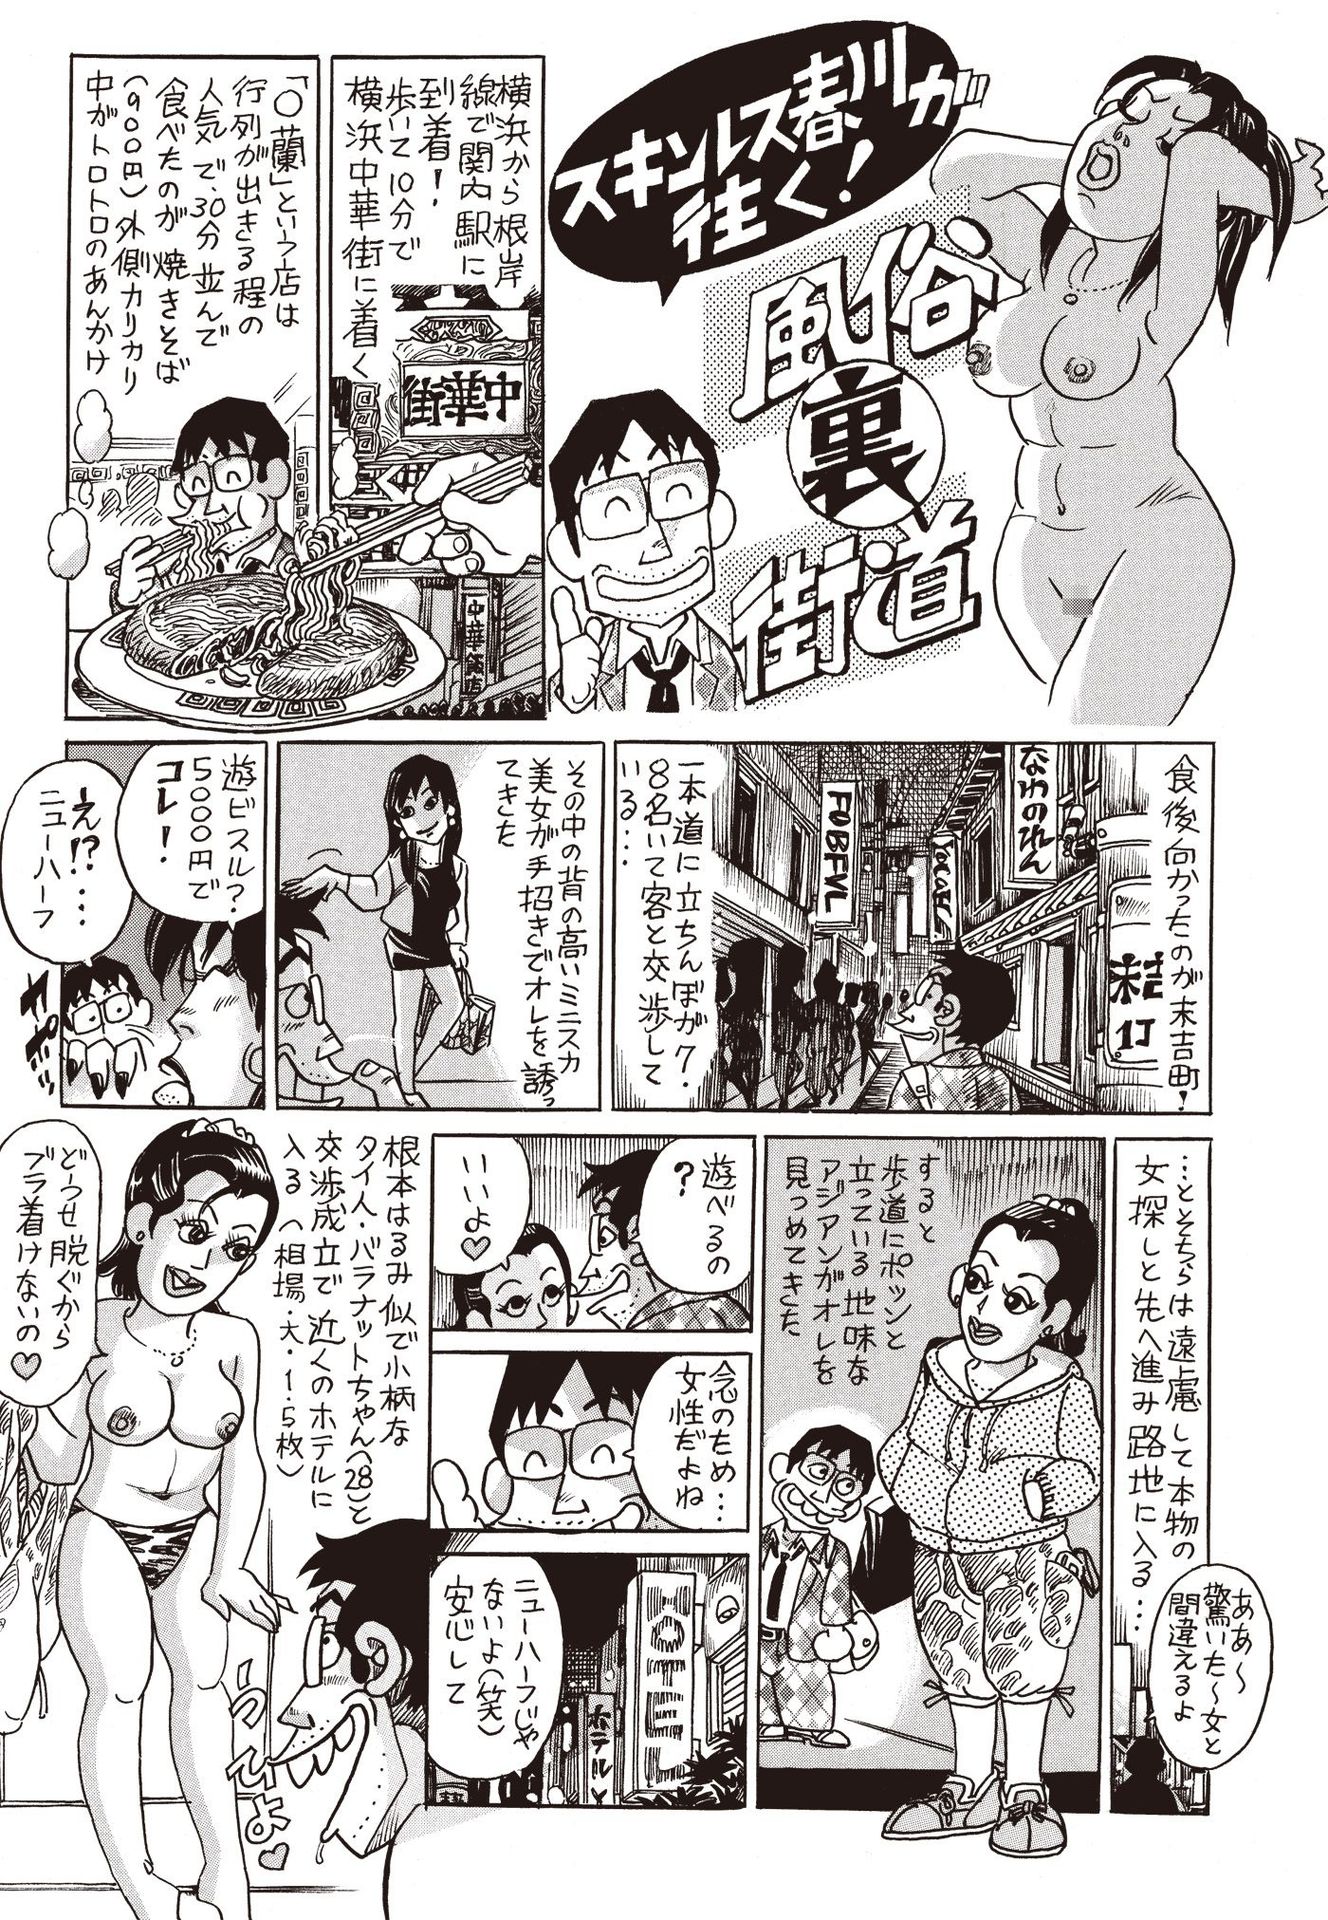 スキンレス春川が
往く！
風俗
裏
街道
横浜から根岸
線で関内駅に
到着！
歩いて10分で
横浜中華街に着く
中華街
中華飯店
「〇蘭」という店は
行列が出きる程の
人気で、30分並んで
食べたのが焼きそば
（900円）外側カリカリ
中がトロトロのあんかけ
食後向かったのが末吉町！
なわのれん
FOBFVL
一本道に立ちんぼが7・
8名いて客と交渉して
いる…
その中の背の高いミニスカ
美女が手招きでオレを誘っ
てきた
遊ビスル？
5000円で
コレ！
え!?…
ニューハーフ
…とそちらは遠慮して本物の
女探しと先へ進み路地に入る…
ああ〜
驚いた〜女と
間違えるよ
すると
歩道にポツンと
立っている地味な
アジアンがオレを
見つめてきた
遊べるの
？
いいよ♡
念のため…
女性だよね
ニューハーフじゃ
ないよ（笑）
安心して
HOTEL
ホテル
根本はるみ似で小柄な
タイ人・バラナットちゃん（28）と
交渉成立で近くのホテルに
入る（相場・大・1・5枚）
どーせ脱ぐから
ブラ着けないの♡
うひょ〜♡